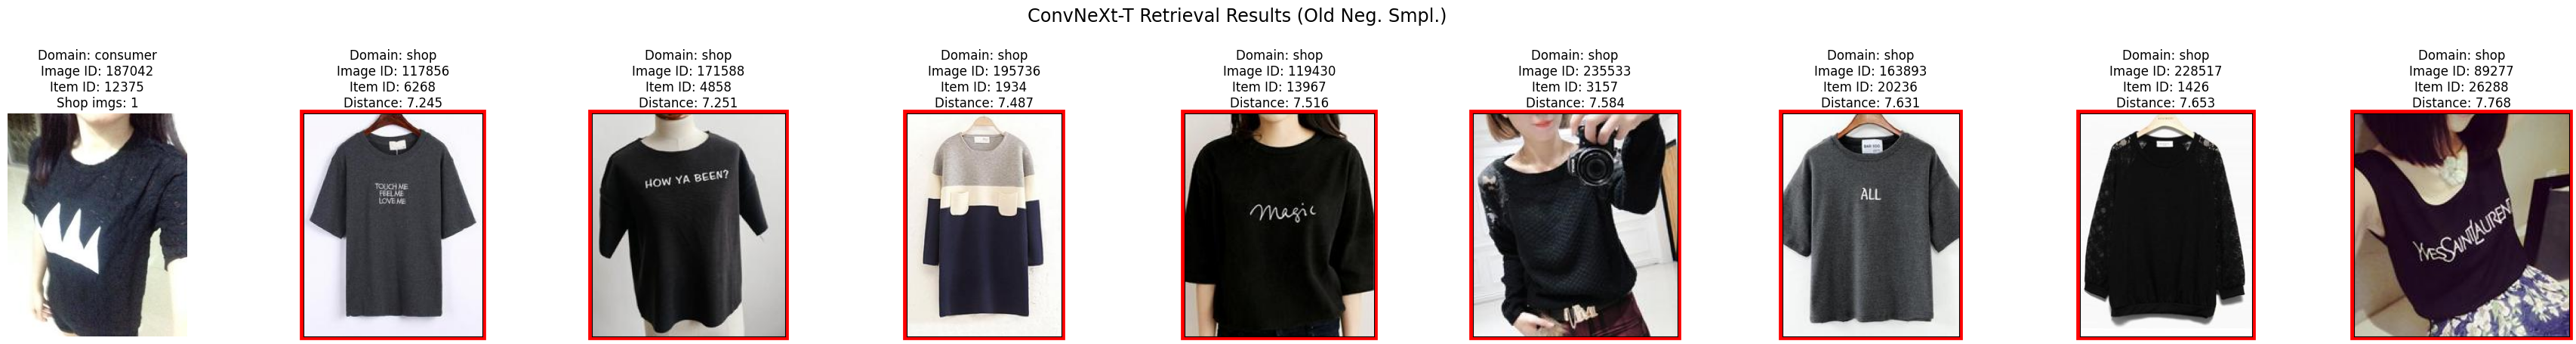 ConvNeXt-T Retrieval Results (Old Neg. Smpl.)
Domain: consumer
Image ID: 187042
Item ID: 12375
Shop imgs: 1
Domain: shop
Image ID: 117856
Item ID: 6268
Distance: 7.245
TOUCH ME
FEEL ME
LOVE ME
Domain: shop
Image ID: 171588
Item ID: 4858
Distance: 7.251
HOW YA BEEN?
Domain: shop
Image ID: 195736
Item ID: 1934
Distance: 7.487
Domain: shop
Image ID: 119430
Item ID: 13967
Distance: 7.516
Magic
Domain: shop
Image ID: 235533
Item ID: 3157
Distance: 7.584
Domain: shop
Image ID: 163893
Item ID: 20236
Distance: 7.631
ALL
Domain: shop
Image ID: 228517
Item ID: 1426
Distance: 7.653
Domain: shop
Image ID: 89277
Item ID: 26288
Distance: 7.768
YVESSAINTLAURENT